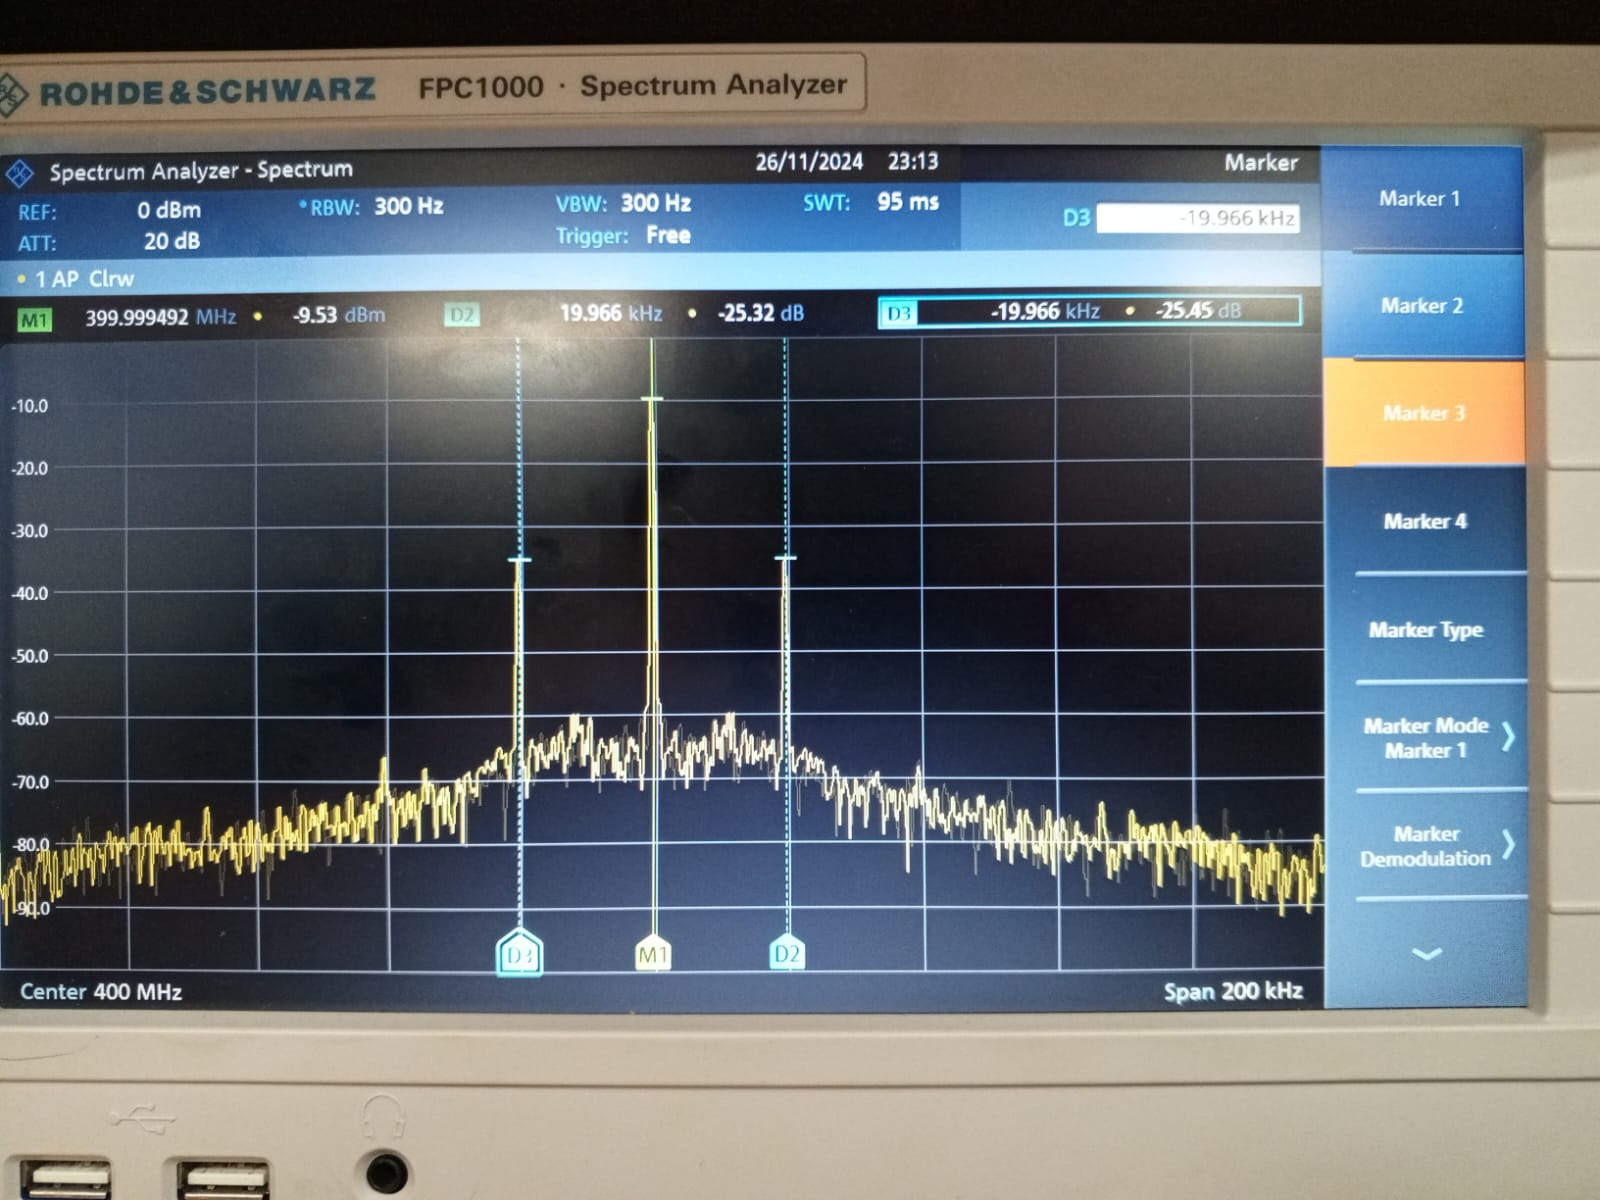 ROHDE&SCHWARZ FPC1000 · Spectrum Analyzer
Spectrum Analyzer - Spectrum 26/11/2024 23:13 Marker
REF: 0 dBm •RBW: 300 Hz VBW: 300 Hz SWT: 95 ms
ATT: 20 dB Trigger: Free
D3 -19.966 kHz
• 1 AP Clrw
M1 399.999492 MHz • -9.53 dBm D2 19.966 kHz • -25.32 dB D3 -19.966 kHz • -25.45 dB
-10.0
-20.0
-30.0
-40.0
-50.0
-60.0
-70.0
-80.0
-90.0
D3 M1 D2
Center 400 MHz Span 200 kHz
Marker 1
Marker 2
Marker 3
Marker 4
Marker Type
Marker Mode
Marker 1
Marker
Demodulation